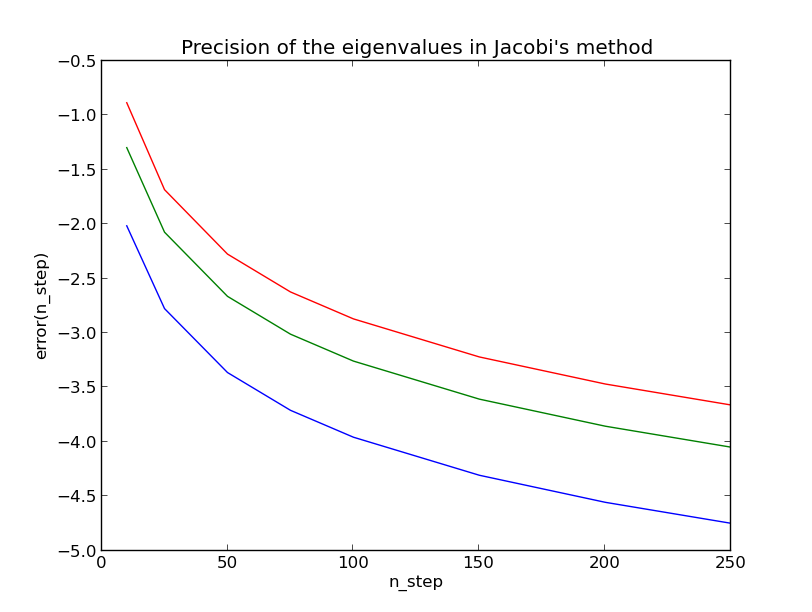 Precision of the eigenvalues in Jacobi's method
error(n_step)
−0.5
−1.0
−1.5
−2.0
−2.5
−3.0
−3.5
−4.0
−4.5
−5.0
0 50 100 150 200 250
n_step